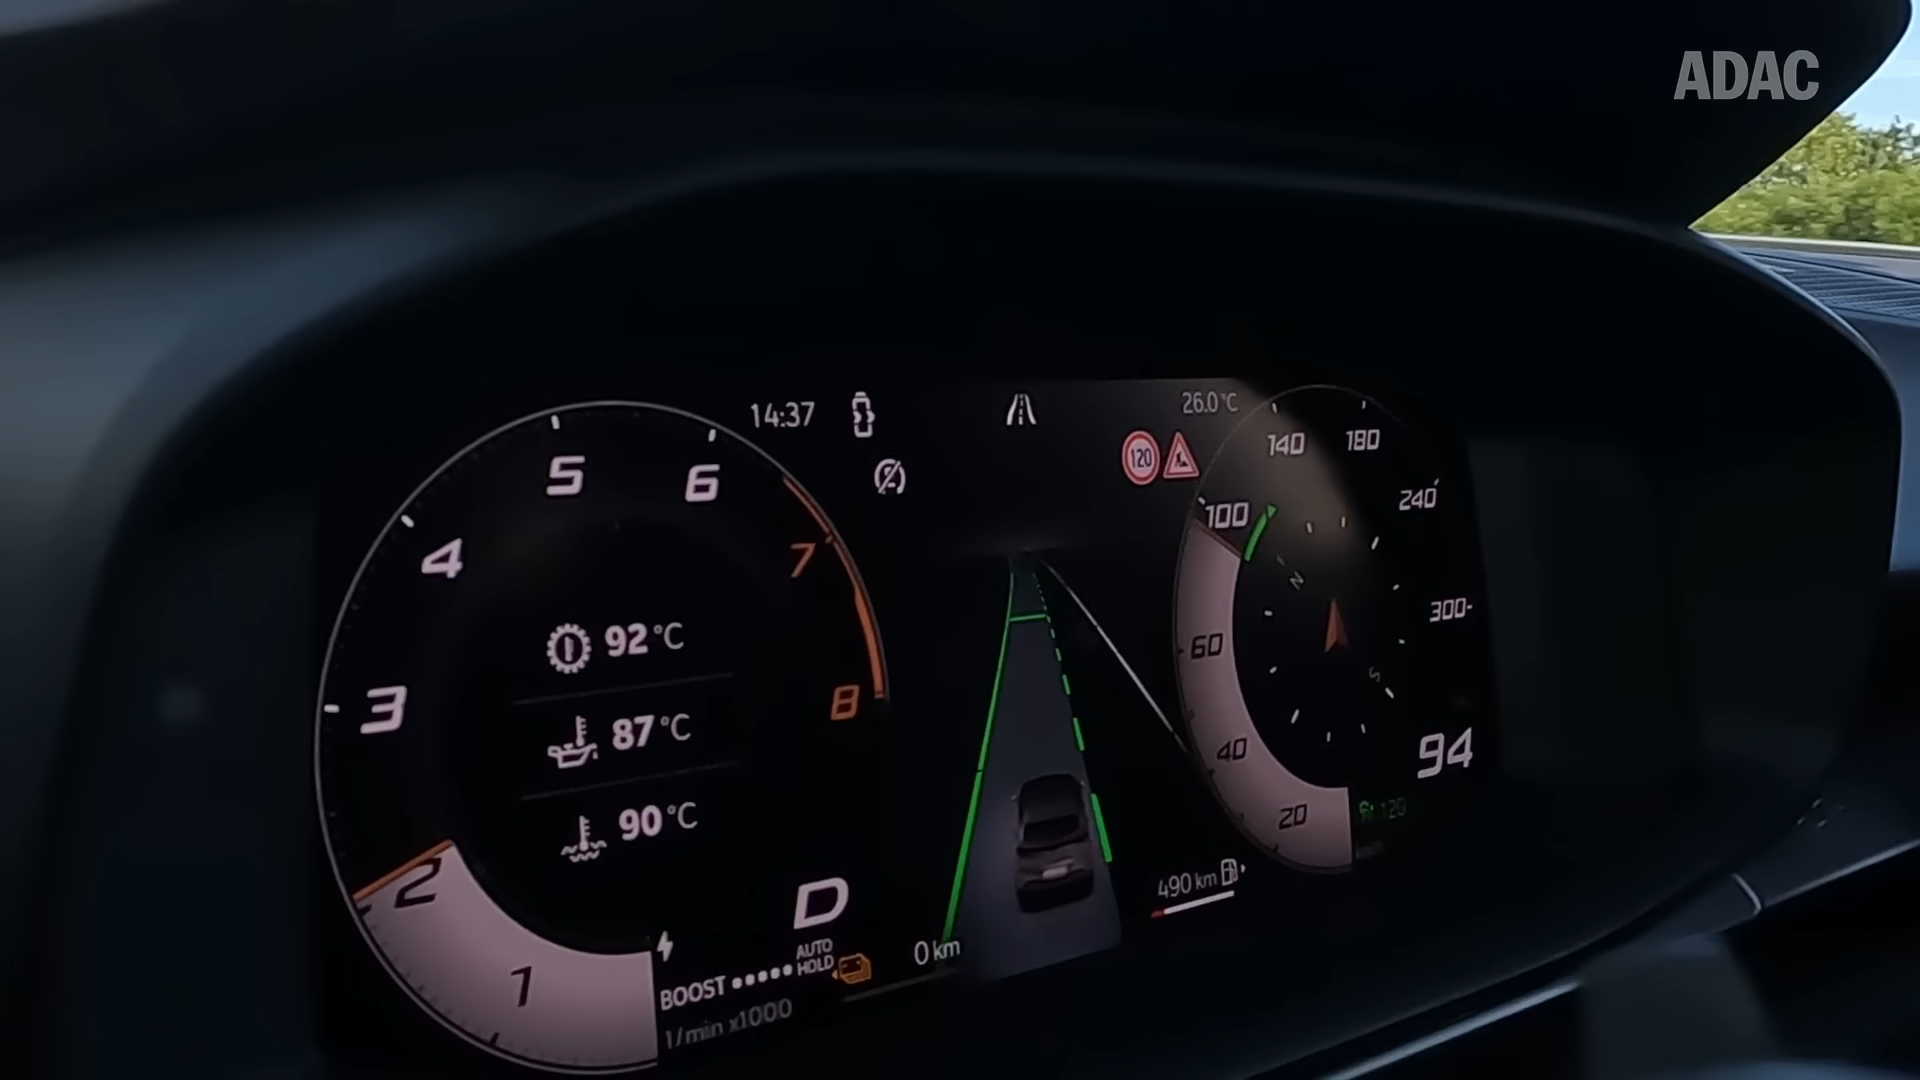 ADAC
14:37
26.0 °C
120
5
6
4
7
3
8
2
1
92 °C
87 °C
90 °C
D
AUTO
HOLD
BOOST
1/min x1000
0 km
490 km
140
180
100
240
60
300
40
20
N
S
94
120